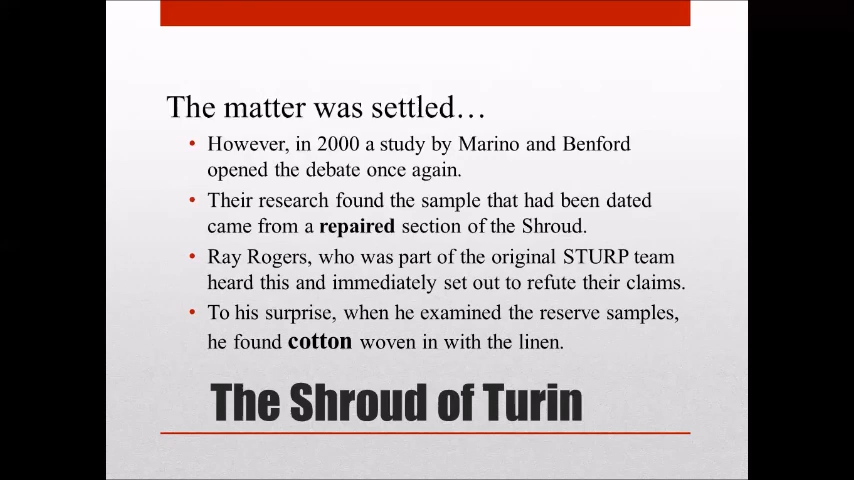 The matter was settled…
• However, in 2000 a study by Marino and Benford
opened the debate once again.
• Their research found the sample that had been dated
came from a repaired section of the Shroud.
• Ray Rogers, who was part of the original STURP team
heard this and immediately set out to refute their claims.
• To his surprise, when he examined the reserve samples,
he found cotton woven in with the linen.
The Shroud of Turin